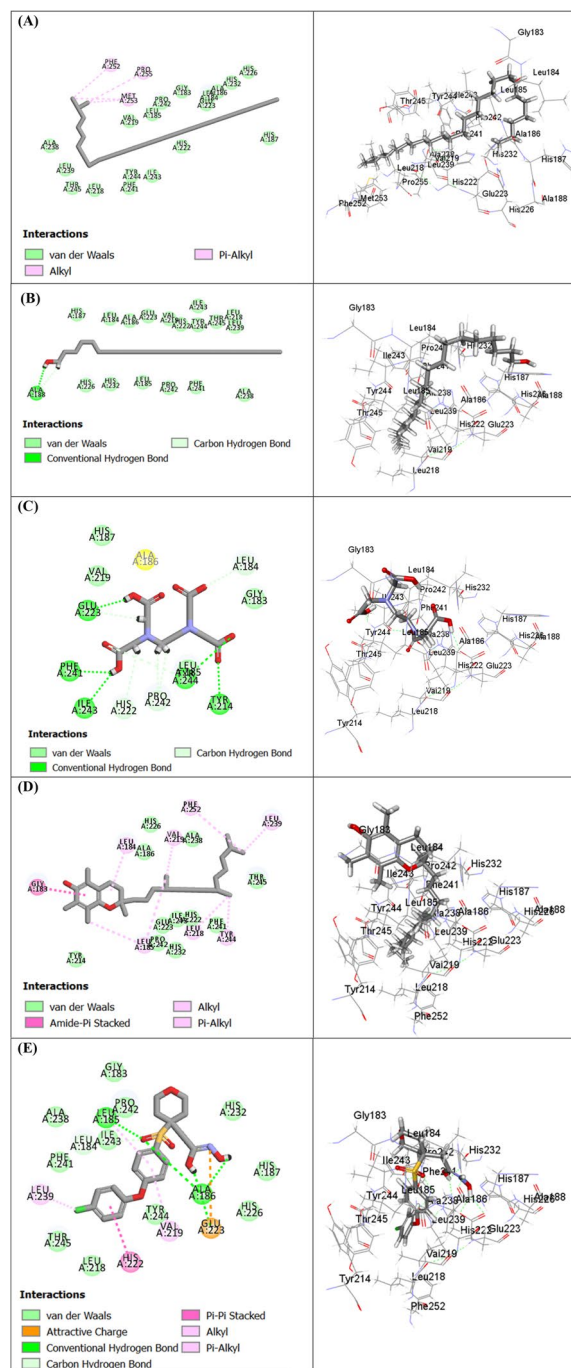 (A)
PHE
A:252
PRO
A:255
MET
A:253
VAL
A:219
PRO
A:242
LEU
A:185
GLY
A:183
HIS
A:232
HIS
A:226
ALA
A:238
HIS
A:222
HIS
A:187
LEU
A:239
THR
A:245
LEU
A:218
TYR
A:244
PHE
A:241
ILE
A:243
Interactions
van der Waals
Alkyl
Pi-Alkyl
Gly183
Leu184
Leu185
Tyr244
Thr245
Ala186
Leu239
His232
His187
Leu218
Pro255
His222
Glu223
Ala188
Met253
Phe252
His226
(B)
HIS
A:187
LEU
A:184
ALA
A:186
GLU
A:223
ILE
A:243
LEU
A:218
LEU
A:239
ALA
A:188
HIS
A:226
HIS
A:232
LEU
A:185
PRO
A:242
PHE
A:241
ALA
A:238
Interactions
van der Waals
Conventional Hydrogen Bond
Carbon Hydrogen Bond
Gly183
Leu184
Ile243
Tyr244
Thr245
His187
Ala188
Ala186
Leu239
His222
Glu223
Val219
Leu218
(C)
HIS
A:187
ALA
A:186
VAL
A:219
LEU
A:184
GLU
A:223
GLY
A:183
PHE
A:241
ILE
A:243
HIS
A:222
PRO
A:242
TYR
A:214
Interactions
van der Waals
Conventional Hydrogen Bond
Carbon Hydrogen Bond
Gly183
Leu184
Pro242
His232
Tyr244
Ala186
His187
Ala188
Leu239
Thr245
His222
Glu223
Val219
Leu218
Tyr214
(D)
PHE
A:252
HIS
A:226
LEU
A:184
ALA
A:186
VAL
A:219
ALA
A:238
LEU
A:239
GLY
A:183
THR
A:245
TYR
A:214
GLU
A:223
HIS
A:232
LEU
A:218
PHE
A:241
TYR
A:244
Interactions
van der Waals
Amide-Pi Stacked
Alkyl
Pi-Alkyl
Gly183
Leu184
His232
Ile243
Phe241
His187
Leu185
Tyr244
Ala186
Ala188
Thr245
Leu239
Glu223
Val219
Tyr214
Leu218
Phe252
(E)
GLY
A:183
PRO
A:242
LEU
A:185
ALA
A:238
LEU
A:184
ILE
A:243
HIS
A:232
PHE
A:241
HIS
A:187
LEU
A:239
ALA
A:186
TYR
A:244
VAL
A:219
GLU
A:223
HIS
A:226
THR
A:245
LEU
A:218
HIS
A:222
Interactions
van der Waals
Attractive Charge
Conventional Hydrogen Bond
Carbon Hydrogen Bond
Pi-Pi Stacked
Alkyl
Pi-Alkyl
Gly183
Leu184
His232
Ile243
His187
Tyr244
Leu185
Ala186
Ala188
Thr245
Leu239
Glu223
Val219
Tyr214
Leu218
Phe252